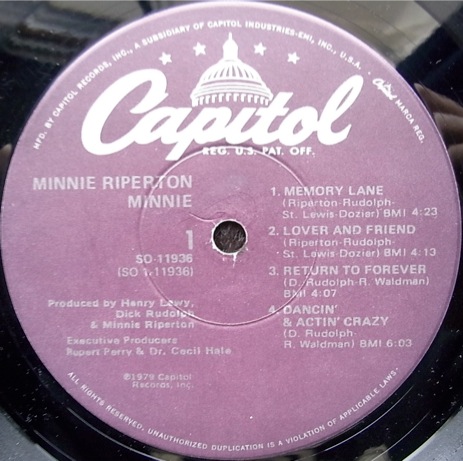 MFD. BY CAPITOL RECORDS, INC., A SUBSIDIARY OF CAPITOL INDUSTRIES-EMI, INC., U.S.A. · Capitol MARCA REG.
Capitol
REG. U.S. PAT. OFF.
MINNIE RIPERTON
MINNIE
1
SO-11936
(SO 1-11936)
Produced by Henry Lewy,
Dick Rudolph
& Minnie Riperton
Executive Producers
Rupert Perry & Dr. Cecil Hale
©1979 Capitol
Records, Inc.
1. MEMORY LANE
(Riperton-Rudolph-
St. Lewis-Dozier) BMI 4:23
2. LOVER AND FRIEND
(Riperton-Rudolph-
St. Lewis-Dozier) BMI 4:13
3. RETURN TO FOREVER
(D. Rudolph-R. Waldman)
BMI 4:07
4. DANCIN'
& ACTIN' CRAZY
(D. Rudolph-
R. Waldman) BMI 6:03
ALL RIGHTS RESERVED. UNAUTHORIZED DUPLICATION IS A VIOLATION OF APPLICABLE LAWS.